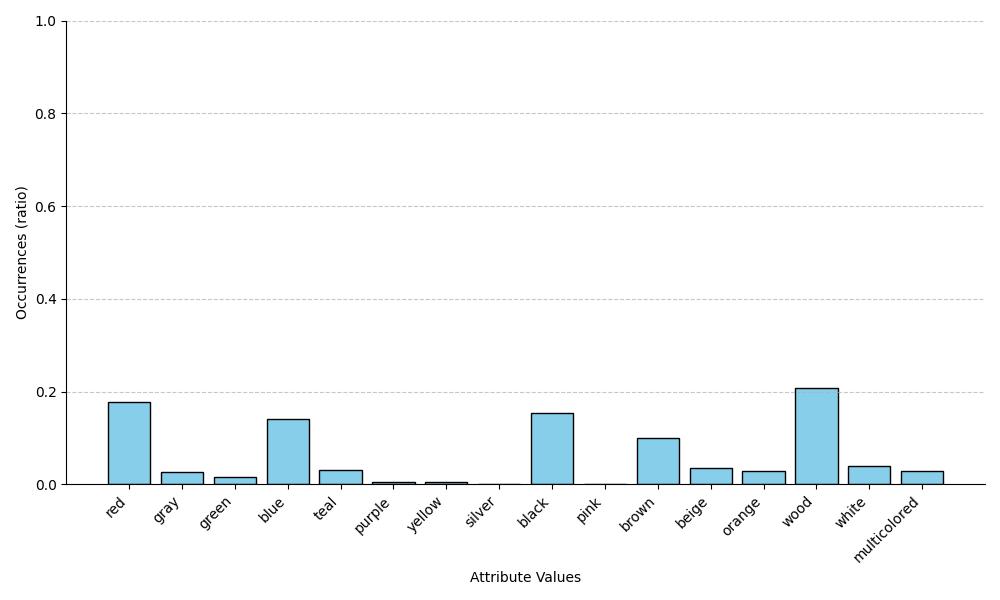 1.0
0.8
0.6
0.4
0.2
0.0
Occurrences (ratio)
red
gray
green
blue
teal
purple
yellow
silver
black
pink
brown
beige
orange
wood
white
multicolored
Attribute Values